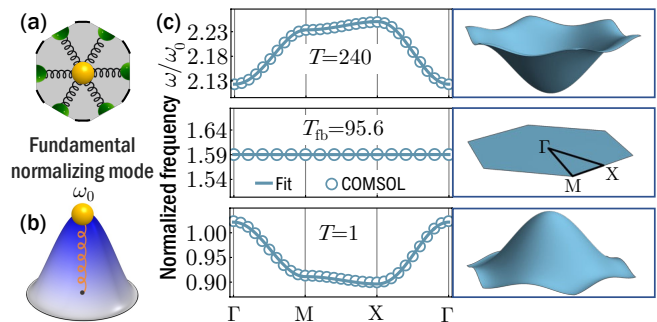 (a)
Fundamental
normalizing mode
ω₀
(b)
(c)
Normalized frequency ω/ω₀
2.23
2.18
2.13
T=240
1.64
1.59
1.54
T_fb=95.6
Fit
COMSOL
1.00
0.95
0.90
T=1
Γ M X Γ
Γ
X
M